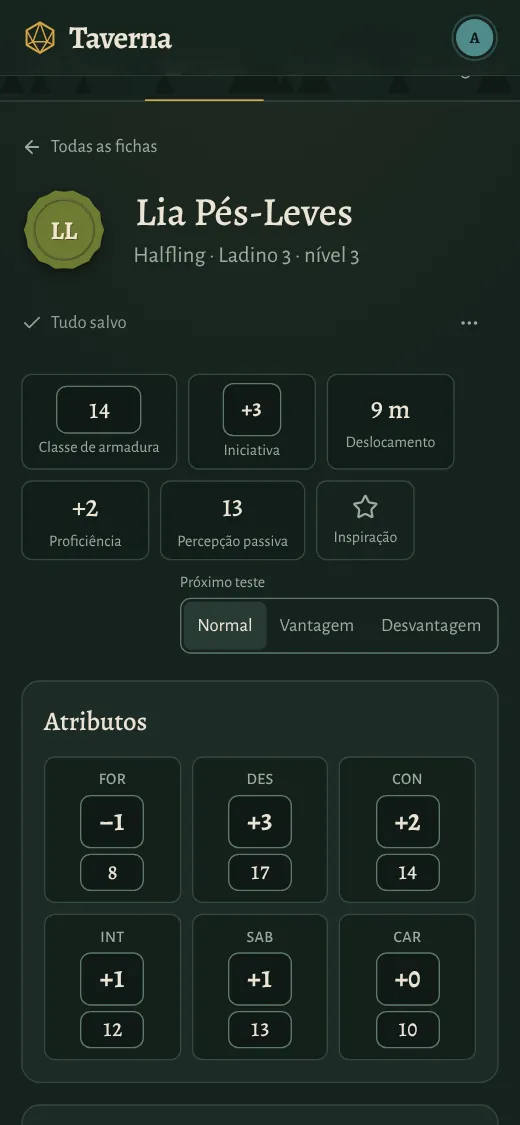 Taverna
A
Todas as fichas
LL
Lia Pés-Leves
Halfling · Ladino 3 · nível 3
Tudo salvo
14
Classe de armadura
+3
Iniciativa
9 m
Deslocamento
+2
Proficiência
13
Percepção passiva
Inspiração
Próximo teste
Normal Vantagem Desvantagem
Atributos
FOR
−1
8
DES
+3
17
CON
+2
14
INT
+1
12
SAB
+1
13
CAR
+0
10